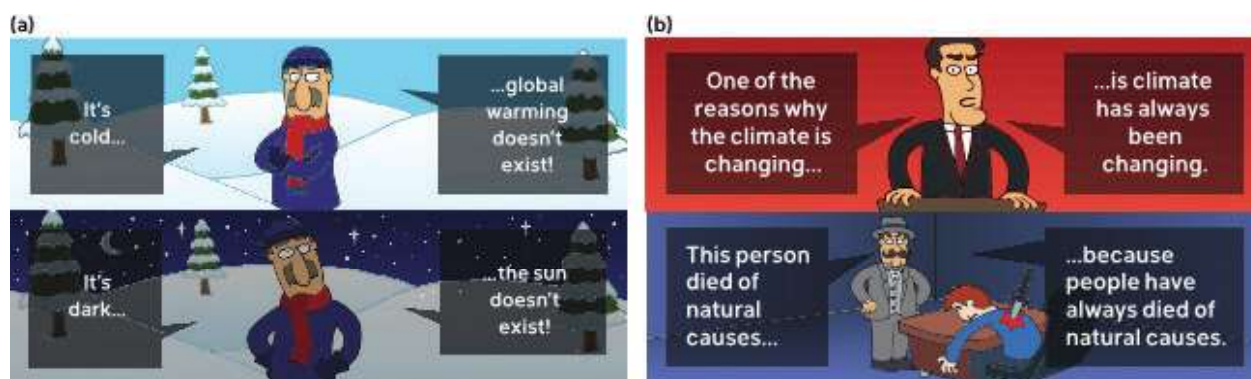 (a)
It's
cold...
...global
warming
doesn't
exist!
It's
dark...
...the sun
doesn't
exist!
(b)
One of the
reasons why
the climate is
changing...
...is climate
has always
been
changing.
This person
died of
natural
causes...
...because
people have
always died of
natural causes.